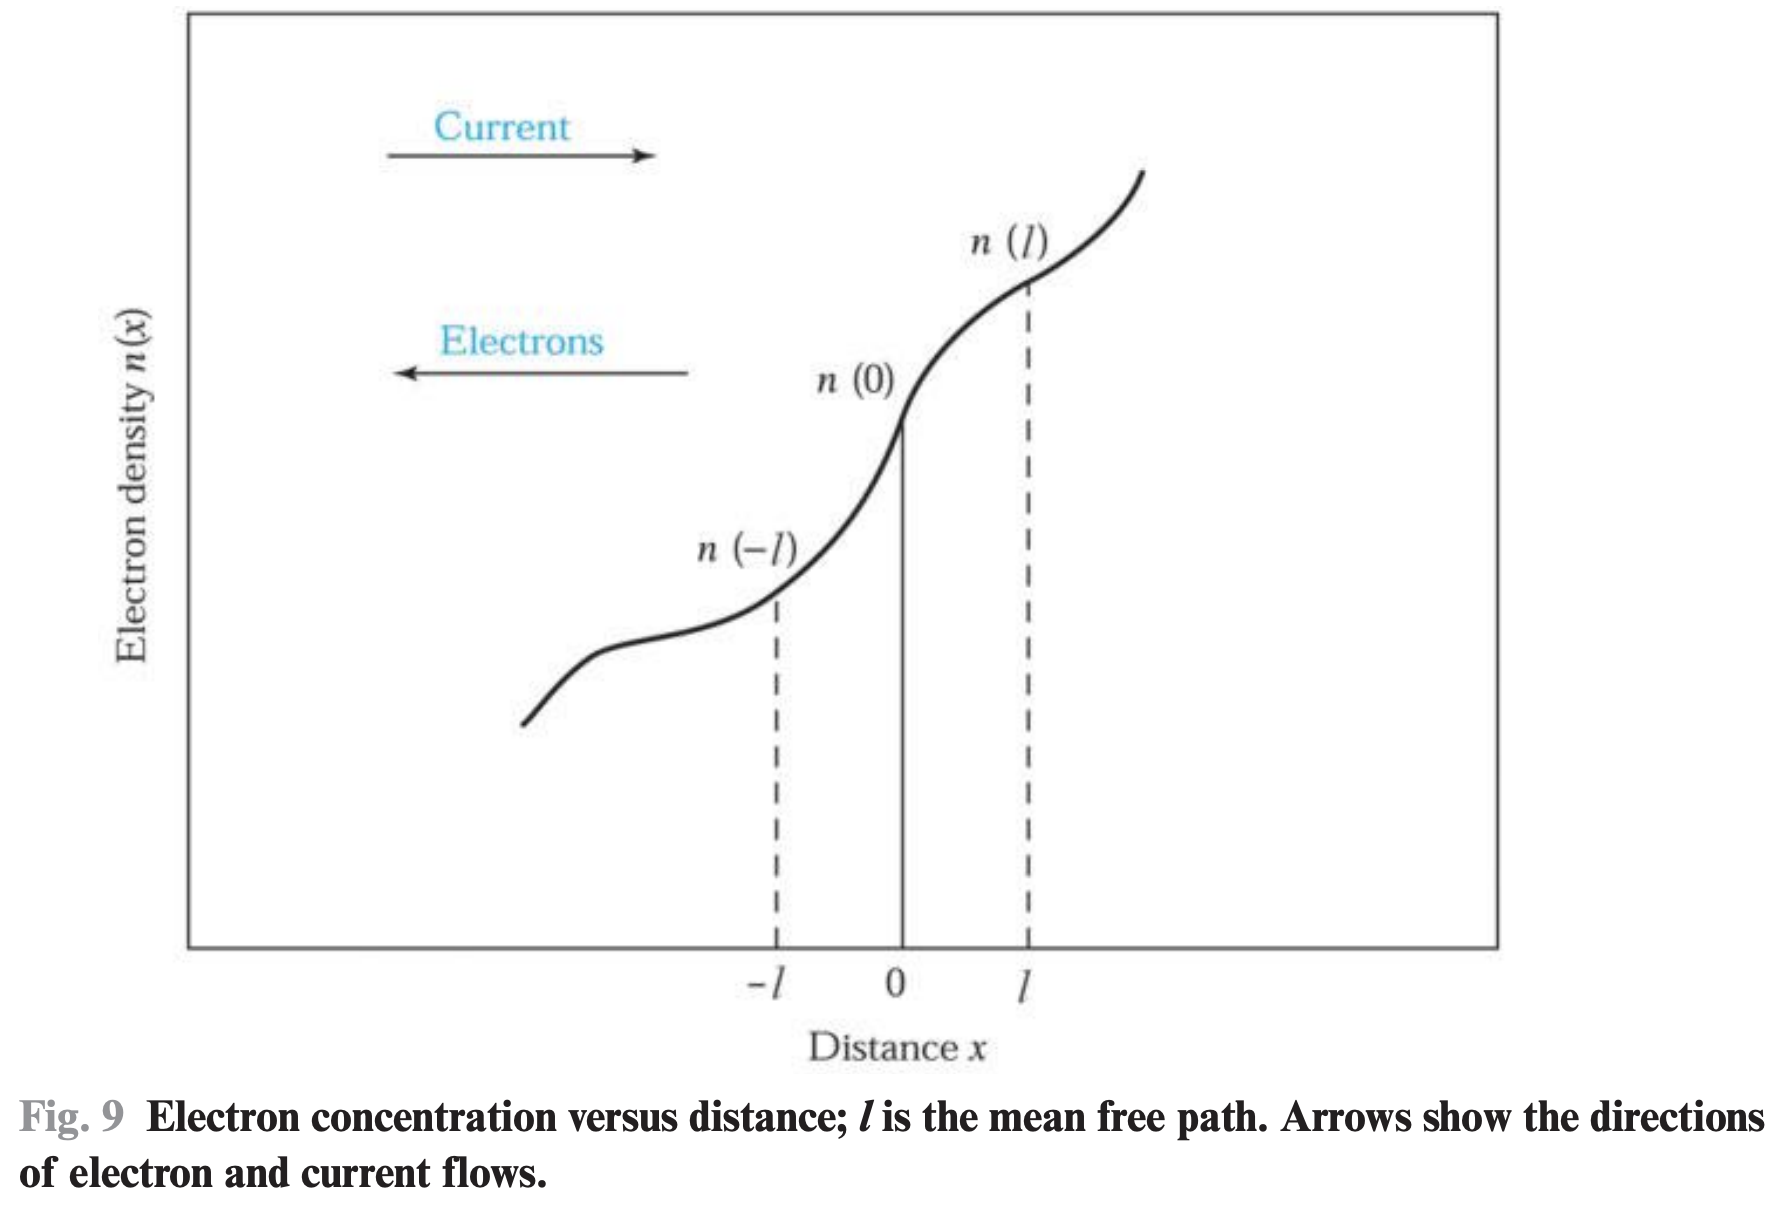 Current
n (l)
Electrons
n (0)
Electron density n(x)
n (−l)
−l 0 l
Distance x
Fig. 9 Electron concentration versus distance; l is the mean free path. Arrows show the directions
of electron and current flows.